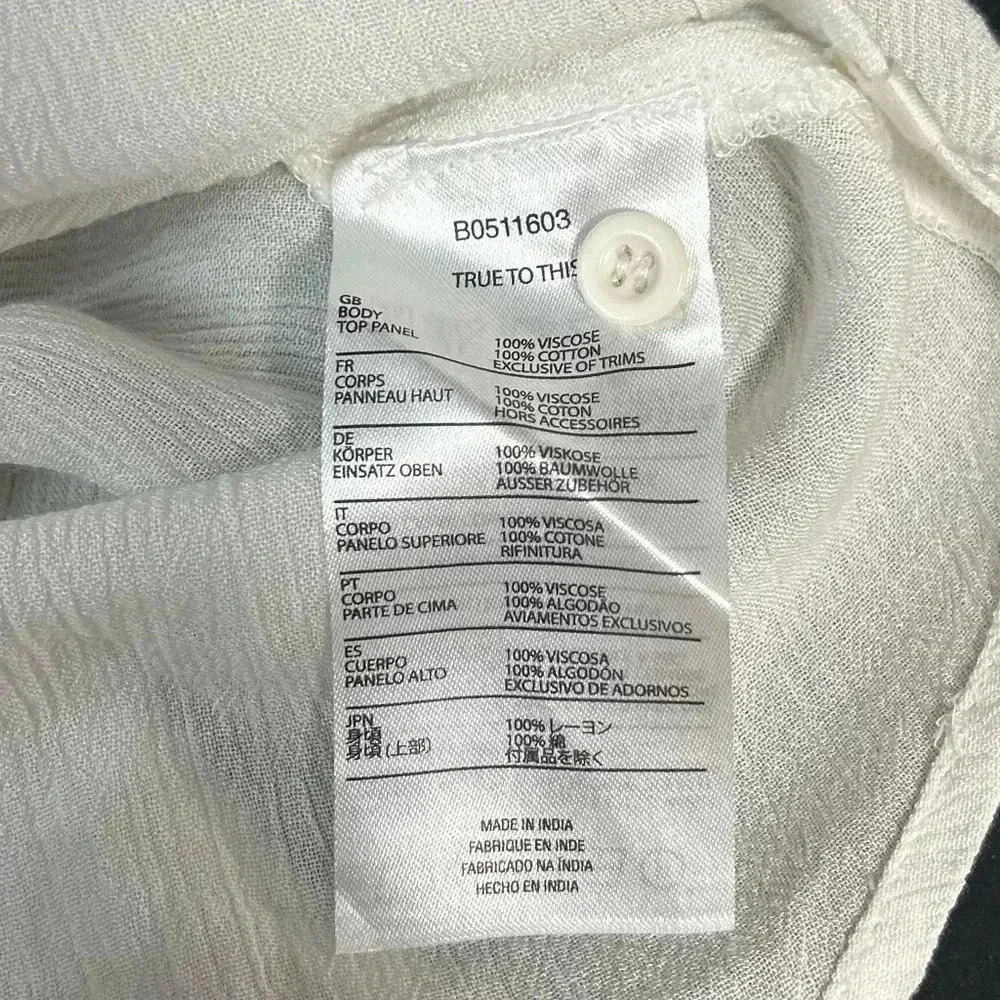 B0511603
TRUE TO THIS
GB
BODY
TOP PANEL
100% VISCOSE
100% COTTON
EXCLUSIVE OF TRIMS
FR
CORPS
PANNEAU HAUT
100% VISCOSE
100% COTON
HORS ACCESSOIRES
DE
KÖRPER
EINSATZ OBEN
100% VISKOSE
100% BAUMWOLLE
AUSSER ZUBEHÖR
IT
CORPO
PANELO SUPERIORE
100% VISCOSA
100% COTONE
RIFINITURA
PT
CORPO
PARTE DE CIMA
100% VISCOSE
100% ALGODÃO
AVIAMENTOS EXCLUSIVOS
ES
CUERPO
PANELO ALTO
100% VISCOSA
100% ALGODÓN
EXCLUSIVO DE ADORNOS
JPN
身頃
身頃 (上部)
100% レーヨン
100% 綿
付属品を除く
MADE IN INDIA
FABRIQUE EN INDE
FABRICADO NA ÍNDIA
HECHO EN INDIA